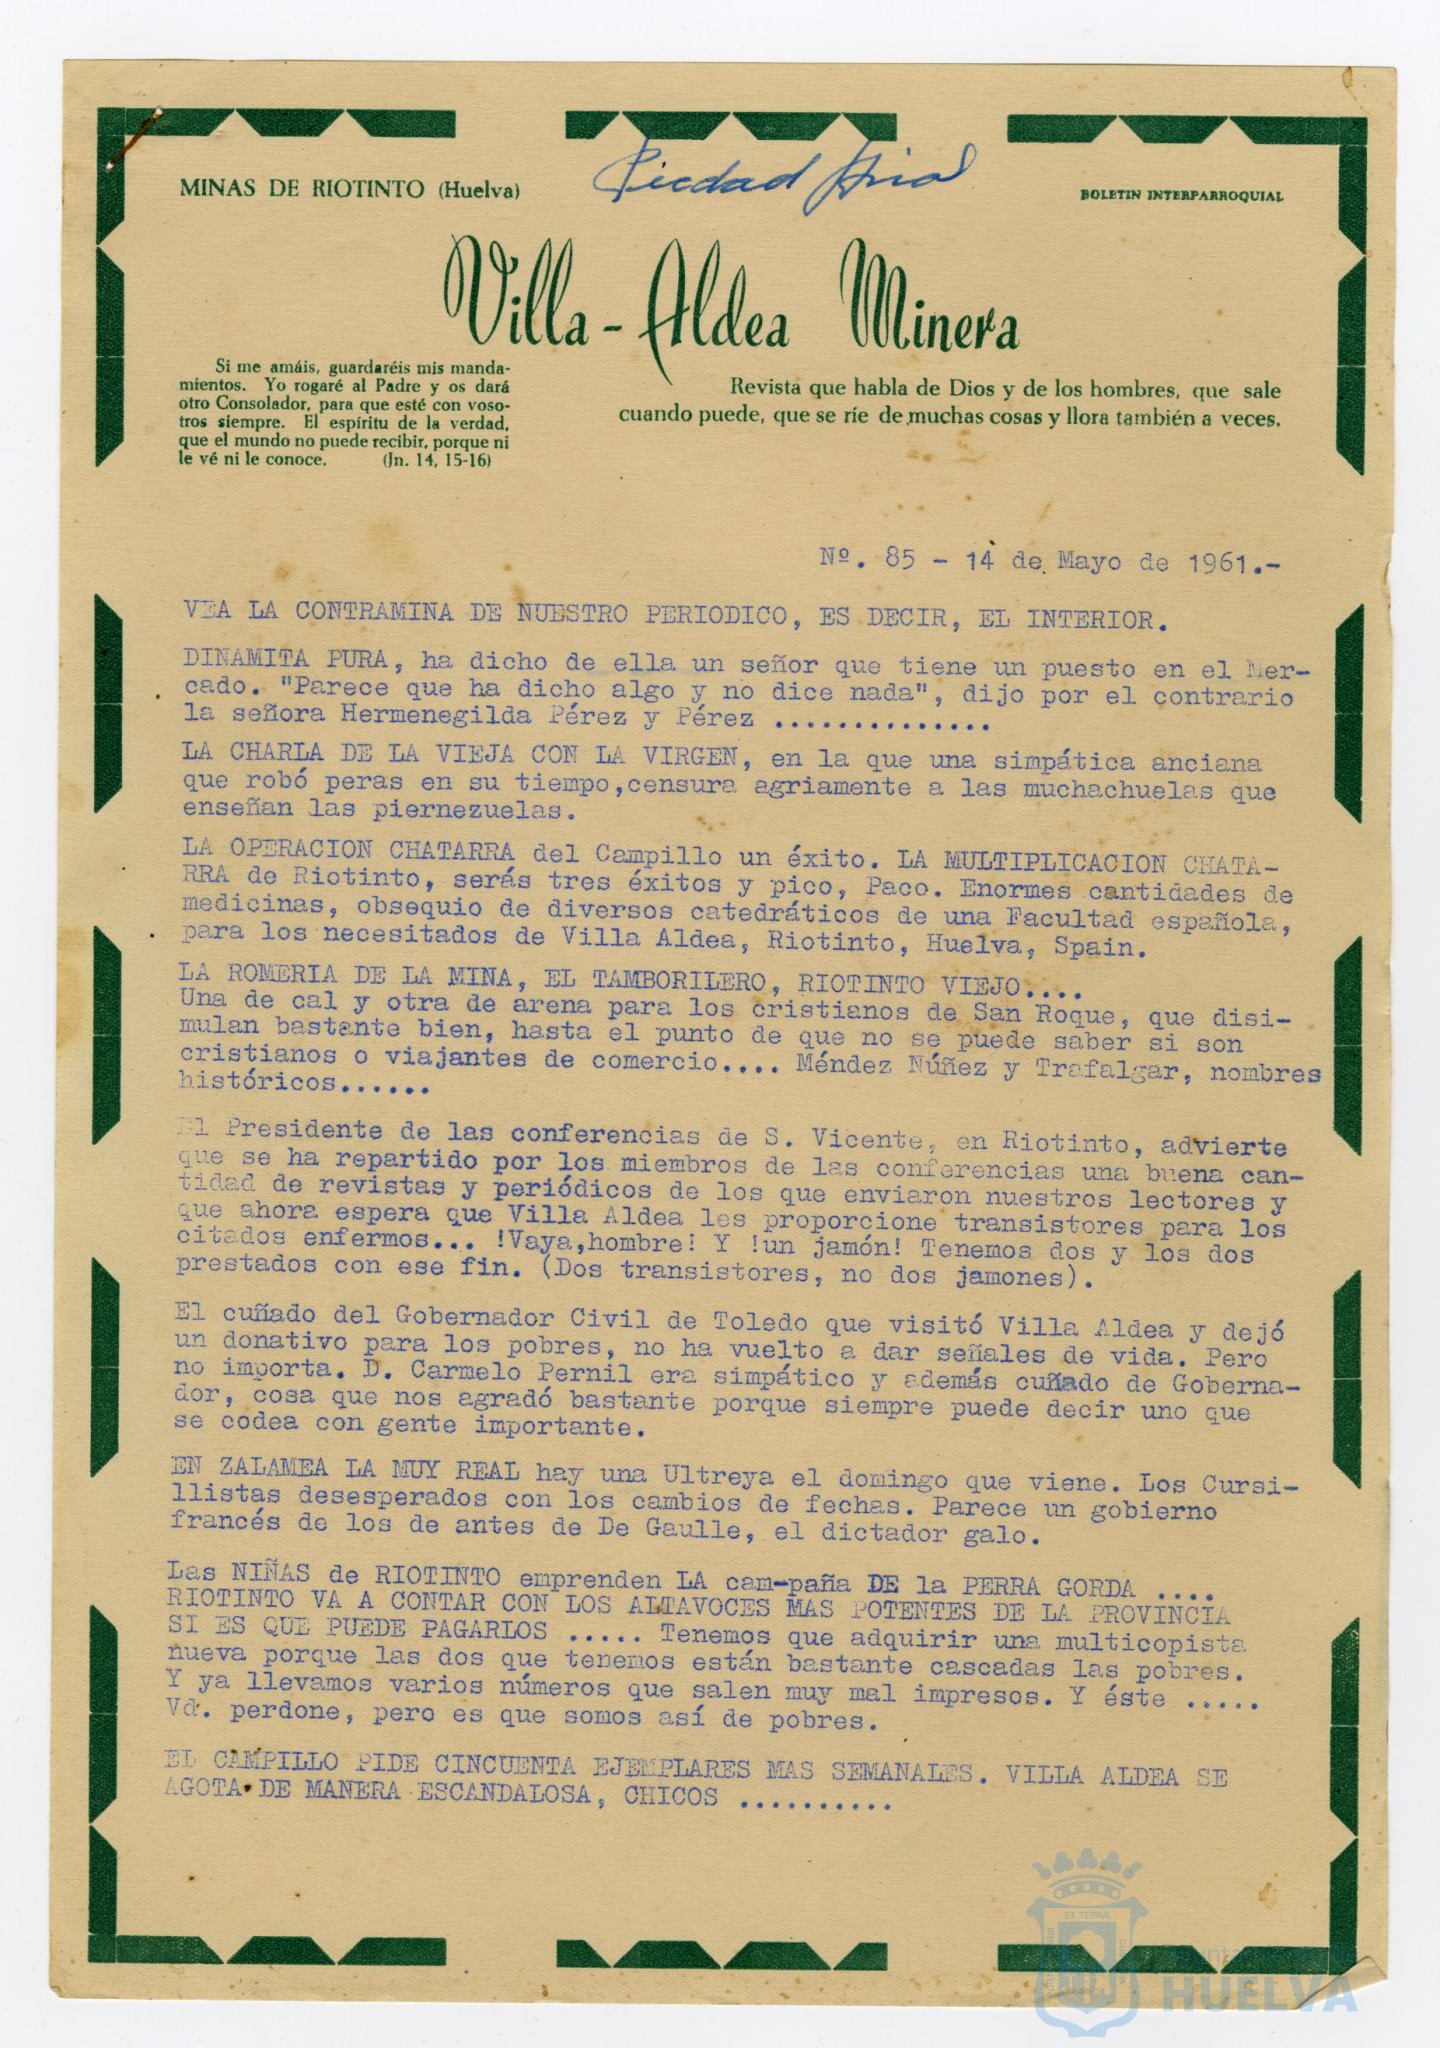 Piedad
MINAS DE RIOTINTO (Huelva)
BOLETIN INTERPARROQUIAL
Villa-Aldea Minera
Si me amáis, guardaréis mis manda-
mientos. Yo rogaré al Padre y os dará
otro Consolador, para que esté con voso-
tros siempre. El espíritu de la verdad,
que el mundo no puede recibir, porque ni
le vé ni le conoce. (Jn. 14, 15-16)
Revista que habla de Dios y de los hombres, que sale
cuando puede, que se ríe de muchas cosas y llora también a veces.
Nº. 85 - 14 de Mayo de 1961.-
VEA LA CONTRAMINA DE NUESTRO PERIODICO, ES DECIR, EL INTERIOR.
DINAMITA PURA, ha dicho de ella un señor que tiene un puesto en el Mer-
cado. "Parece que ha dicho algo y no dice nada", dijo por el contrario
la señora Hermenegilda Pérez y Pérez ..............
LA CHARLA DE LA VIEJA CON LA VIRGEN, en la que una simpática anciana
que robó peras en su tiempo,censura agriamente a las muchachuelas que
enseñan las piernezuelas.
LA OPERACION CHATARRA del Campillo un éxito. LA MULTIPLICACION CHATA-
RRA de Riotinto, serás tres éxitos y pico, Paco. Enormes cantidades de
medicinas, obsequio de diversos catedráticos de una Facultad española,
para los necesitados de Villa Aldea, Riotinto, Huelva, Spain.
LA ROMERIA DE LA MINA, EL TAMBORILERO, RIOTINTO VIEJO....
Una de cal y otra de arena para los cristianos de San Roque, que disi-
mulan bastante bien, hasta el punto de que no se puede saber si son
cristianos o viajantes de comercio.... Méndez Núñez y Trafalgar, nombres
históricos......
El Presidente de las conferencias de S. Vicente, en Riotinto, advierte
que se ha repartido por los miembros de las conferencias una buena can-
tidad de revistas y periódicos de los que enviaron nuestros lectores y
que ahora espera que Villa Aldea les proporcione transistores para los
citados enfermos... !Vaya,hombre! Y !un jamón! Tenemos dos y los dos
prestados con ese fin. (Dos transistores, no dos jamones).
El cuñado del Gobernador Civil de Toledo que visitó Villa Aldea y dejó
un donativo para los pobres, no ha vuelto a dar señales de vida. Pero
no importa. D. Carmelo Pernil era simpático y además cuñado de Goberna-
dor, cosa que nos agradó bastante porque siempre puede decir uno que
se codea con gente importante.
EN ZALAMEA LA MUY REAL hay una Ultreya el domingo que viene. Los Cursi-
llistas desesperados con los cambios de fechas. Parece un gobierno
francés de los de antes de De Gaulle, el dictador galo.
Las NIÑAS de RIOTINTO emprenden LA cam-paña DE la PERRA GORDA ....
RIOTINTO VA A CONTAR CON LOS ALTAVOCES MAS POTENTES DE LA PROVINCIA
SI ES QUE PUEDE PAGARLOS ..... Tenemos que adquirir una multicopista
nueva porque las dos que tenemos están bastante cascadas las pobres.
Y ya llevamos varios números que salen muy mal impresos. Y éste .....
Vd. perdone, pero es que somos así de pobres.
EL CAMPILLO PIDE CINCUENTA EJEMPLARES MAS SEMANALES. VILLA ALDEA SE
AGOTA DE MANERA ESCANDALOSA, CHICOS ..........
ET TERRA
Ayuntamiento de
HUELVA